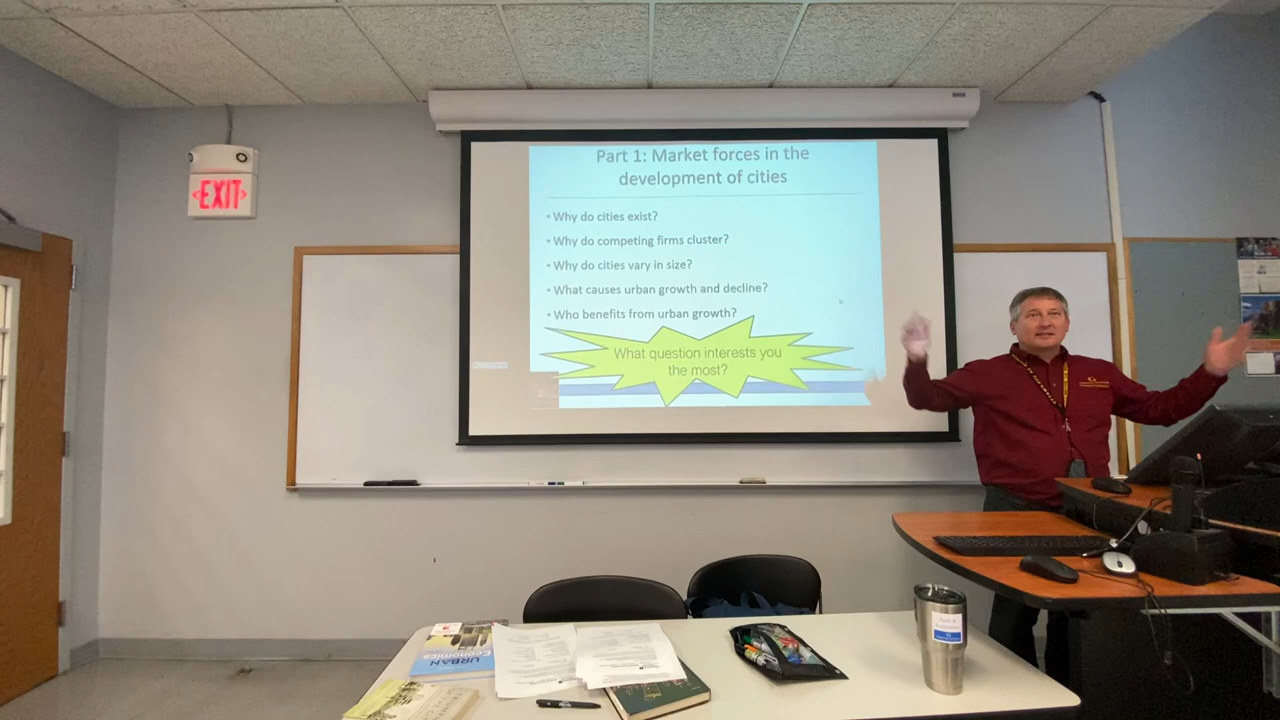 EXIT
Part 1: Market forces in the
development of cities
• Why do cities exist?
• Why do competing firms cluster?
• Why do cities vary in size?
• What causes urban growth and decline?
• Who benefits from urban growth?
What question interests you
the most?
URBAN
Economics